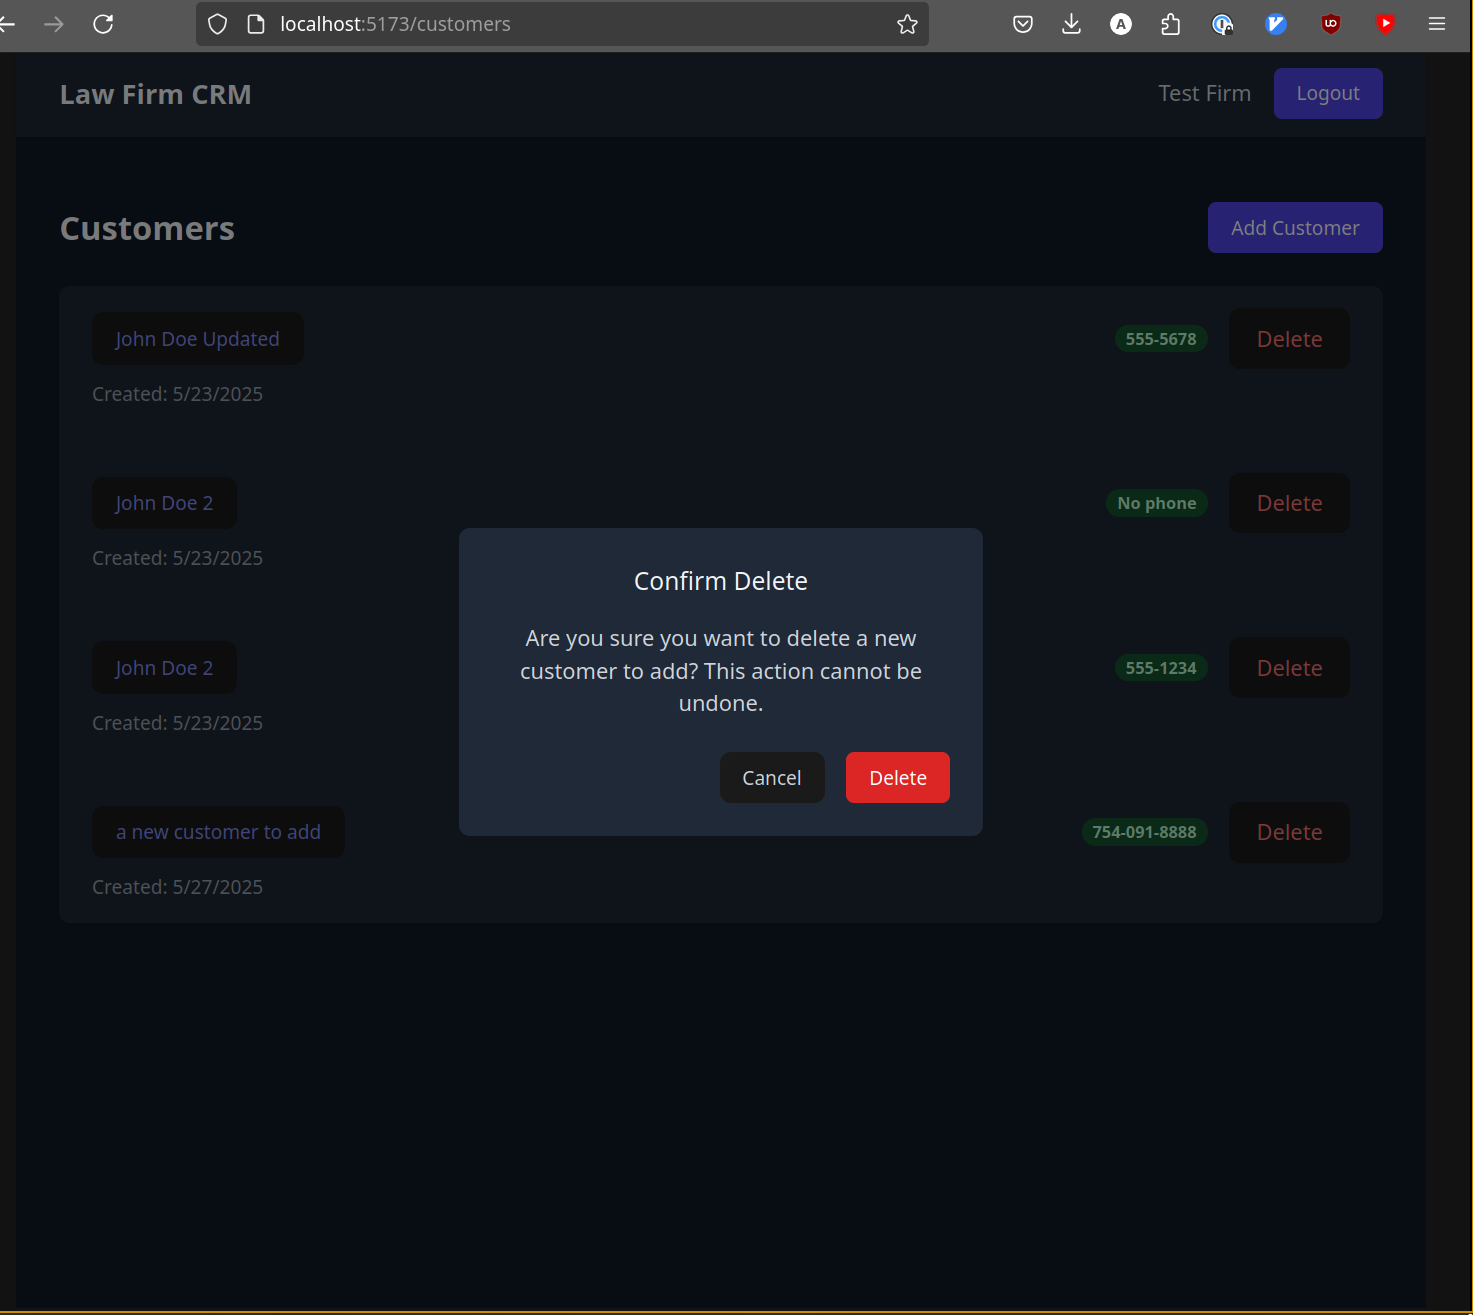 localhost:5173/customers
Law Firm CRM
Test Firm
Logout
Customers
Add Customer
John Doe Updated
555-5678
Delete
Created: 5/23/2025
John Doe 2
No phone
Delete
Created: 5/23/2025
Confirm Delete
Are you sure you want to delete a new
customer to add? This action cannot be
undone.
Cancel
Delete
John Doe 2
555-1234
Delete
Created: 5/23/2025
a new customer to add
754-091-8888
Delete
Created: 5/27/2025